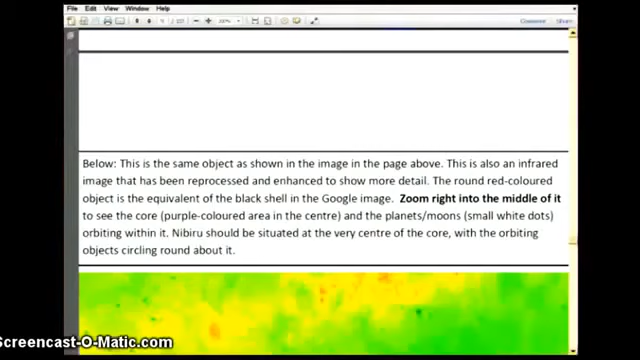 File Edit View Window Help
Comment Share
Below: This is the same object as shown in the image in the page above. This is also an infrared
image that has been reprocessed and enhanced to show more detail. The round red-coloured
object is the equivalent of the black shell in the Google image. Zoom right into the middle of it
to see the core (purple-coloured area in the centre) and the planets/moons (small white dots)
orbiting within it. Nibiru should be situated at the very centre of the core, with the orbiting
objects circling round about it.
Screencast-O-Matic.com